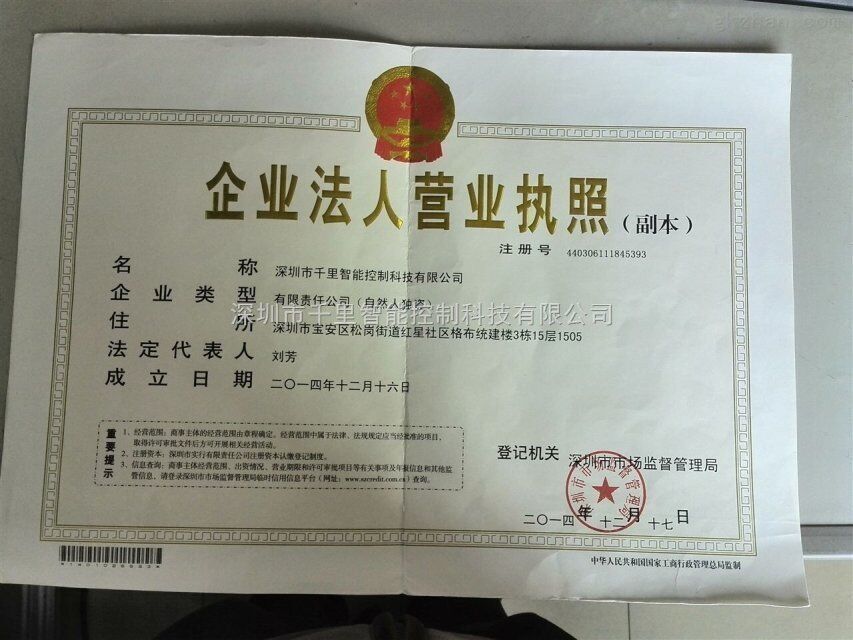 企业法人营业执照(副本)
注册号 440306111845393
名称 深圳市千里智能控制科技有限公司
企业类型 有限责任公司(自然人独资)
深圳市千里智能控制科技有限公司
住所 深圳市宝安区松岗街道红星社区格布统建楼3栋15层1505
法定代表人 刘芳
成立日期 二〇一四年十二月十六日
重要提示
1、经营范围:商事主体的经营范围由章程确定。经营范围中属于法律、法规规定应当经批准的项目,
取得许可审批文件后方可开展相关经营活动。
2、注册资本:深圳市实行有限责任公司注册资本认缴登记制度。
3、信息查询:商事主体经营范围、出资情况、营业期限和许可审批项目等有关事项及年报信息和其他监
管信息,请登录深圳市市场监督管理局商事主体信用信息平台(网址:www.szcredit.com.cn)查询。
登记机关 深圳市市场监督管理局
二〇一四年十二月十七日
中华人民共和国国家工商行政管理总局监制